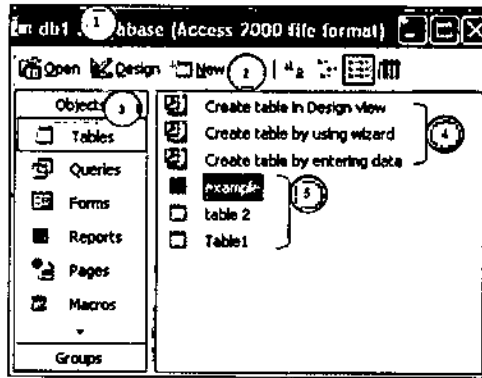 db1 1 abase (Access 2000 file format)
Open Design New 2
Objects 3
Tables
Queries
Forms
Reports
Pages
Macros
Groups
Create table in Design view
Create table by using wizard 4
Create table by entering data
example 5
table 2
Table1